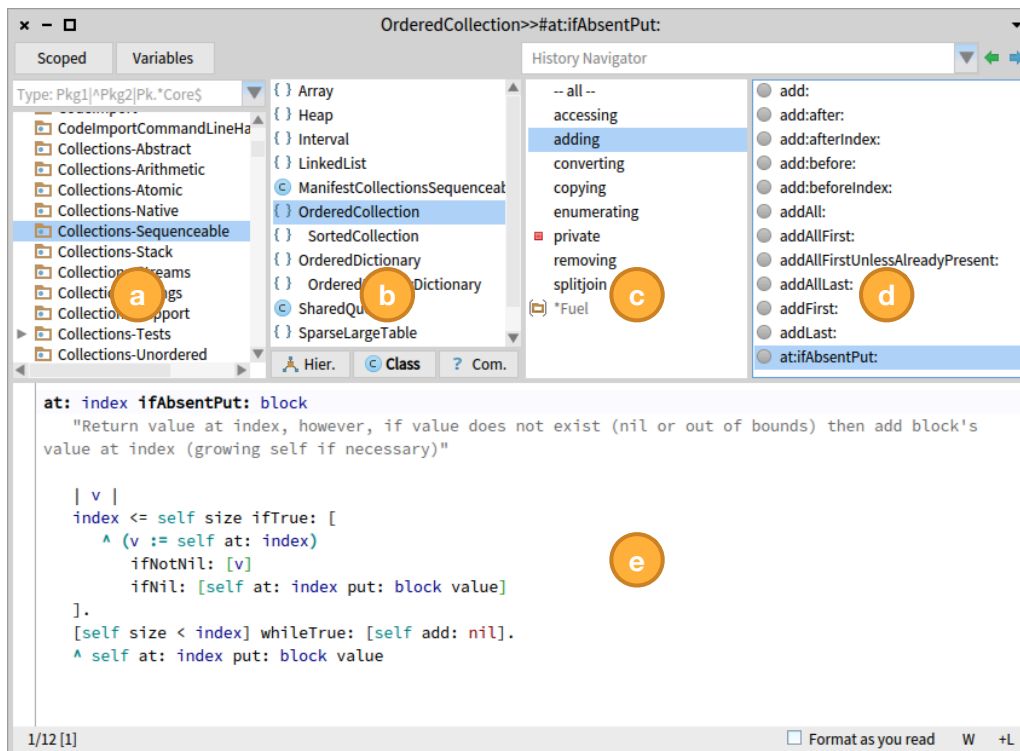 OrderedCollection>>#at:ifAbsentPut:
Scoped
Variables
History Navigator
Type: Pkg1|^Pkg2|Pk.*Core$
CodeImportCommandLineHa
Collections-Abstract
Collections-Arithmetic
Collections-Atomic
Collections-Native
Collections-Sequenceable
Collections-Stack
Collections-Streams
Collections-Tests
Collections-Unordered
a
{ } Array
{ } Heap
{ } Interval
{ } LinkedList
C ManifestCollectionsSequenceab
{ } OrderedCollection
{ } SortedCollection
{ } OrderedDictionary
{ }
Dictionary
C
{ } SparseLargeTable
b
Hier.
C Class
? Com.
-- all --
accessing
adding
converting
copying
enumerating
private
removing
splitjoin
*Fuel
c
add:
add:after:
add:afterIndex:
add:before:
add:beforeIndex:
addAll:
addAllFirst:
addAllFirstUnlessAlreadyPresent:
addAllLast:
addFirst:
addLast:
at:ifAbsentPut:
d
at: index ifAbsentPut: block
"Return value at index, however, if value does not exist (nil or out of bounds) then add block's
value at index (growing self if necessary)"
| v |
index <= self size ifTrue: [
^ (v := self at: index)
ifNotNil: [v]
ifNil: [self at: index put: block value]
].
[self size < index] whileTrue: [self add: nil].
^ self at: index put: block value
e
1/12 [1]
Format as you read
W
+L